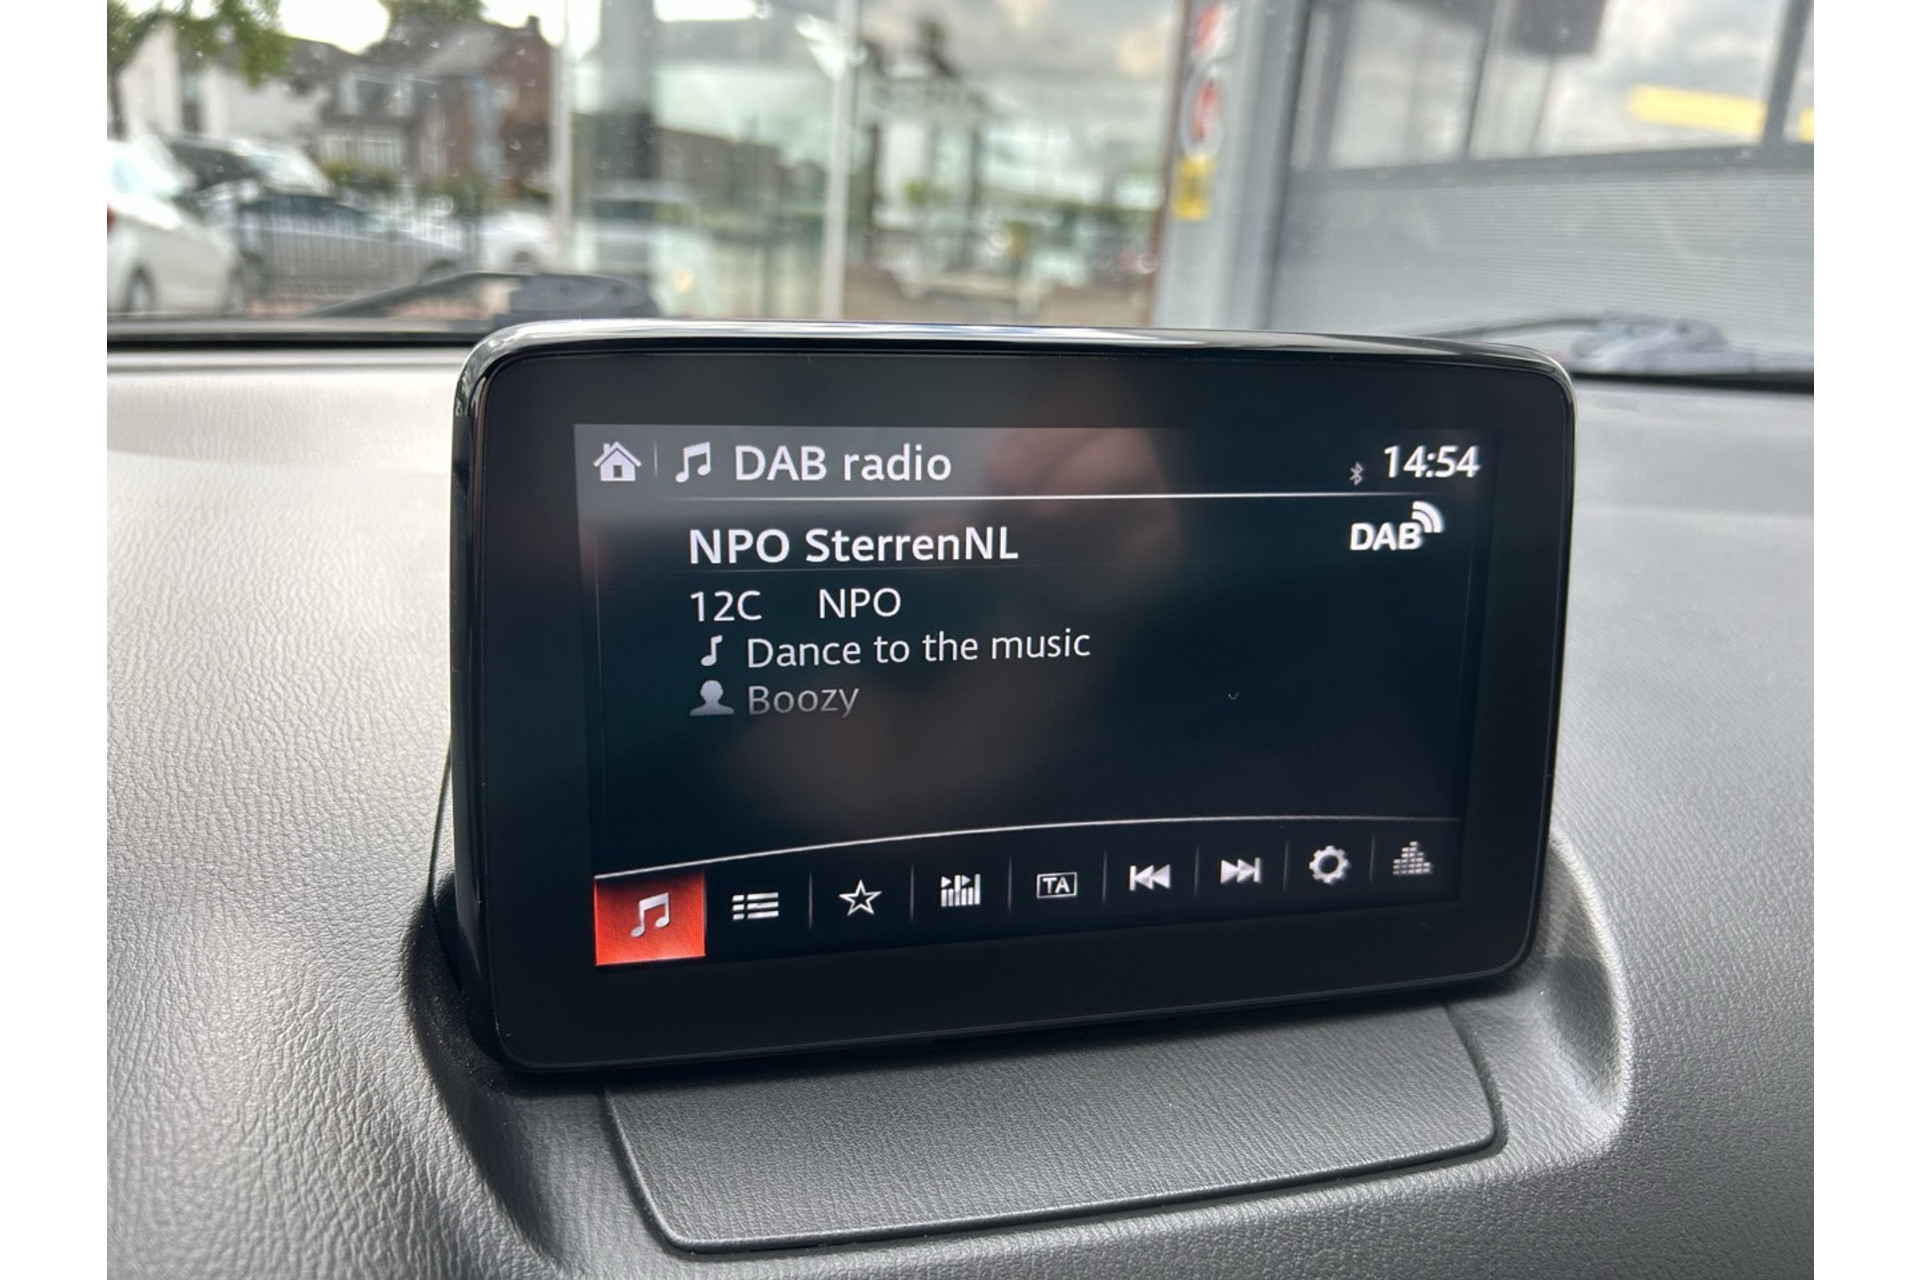 DAB radio 14:54
NPO SterrenNL DAB
12C NPO
Dance to the music
Boozy
TA